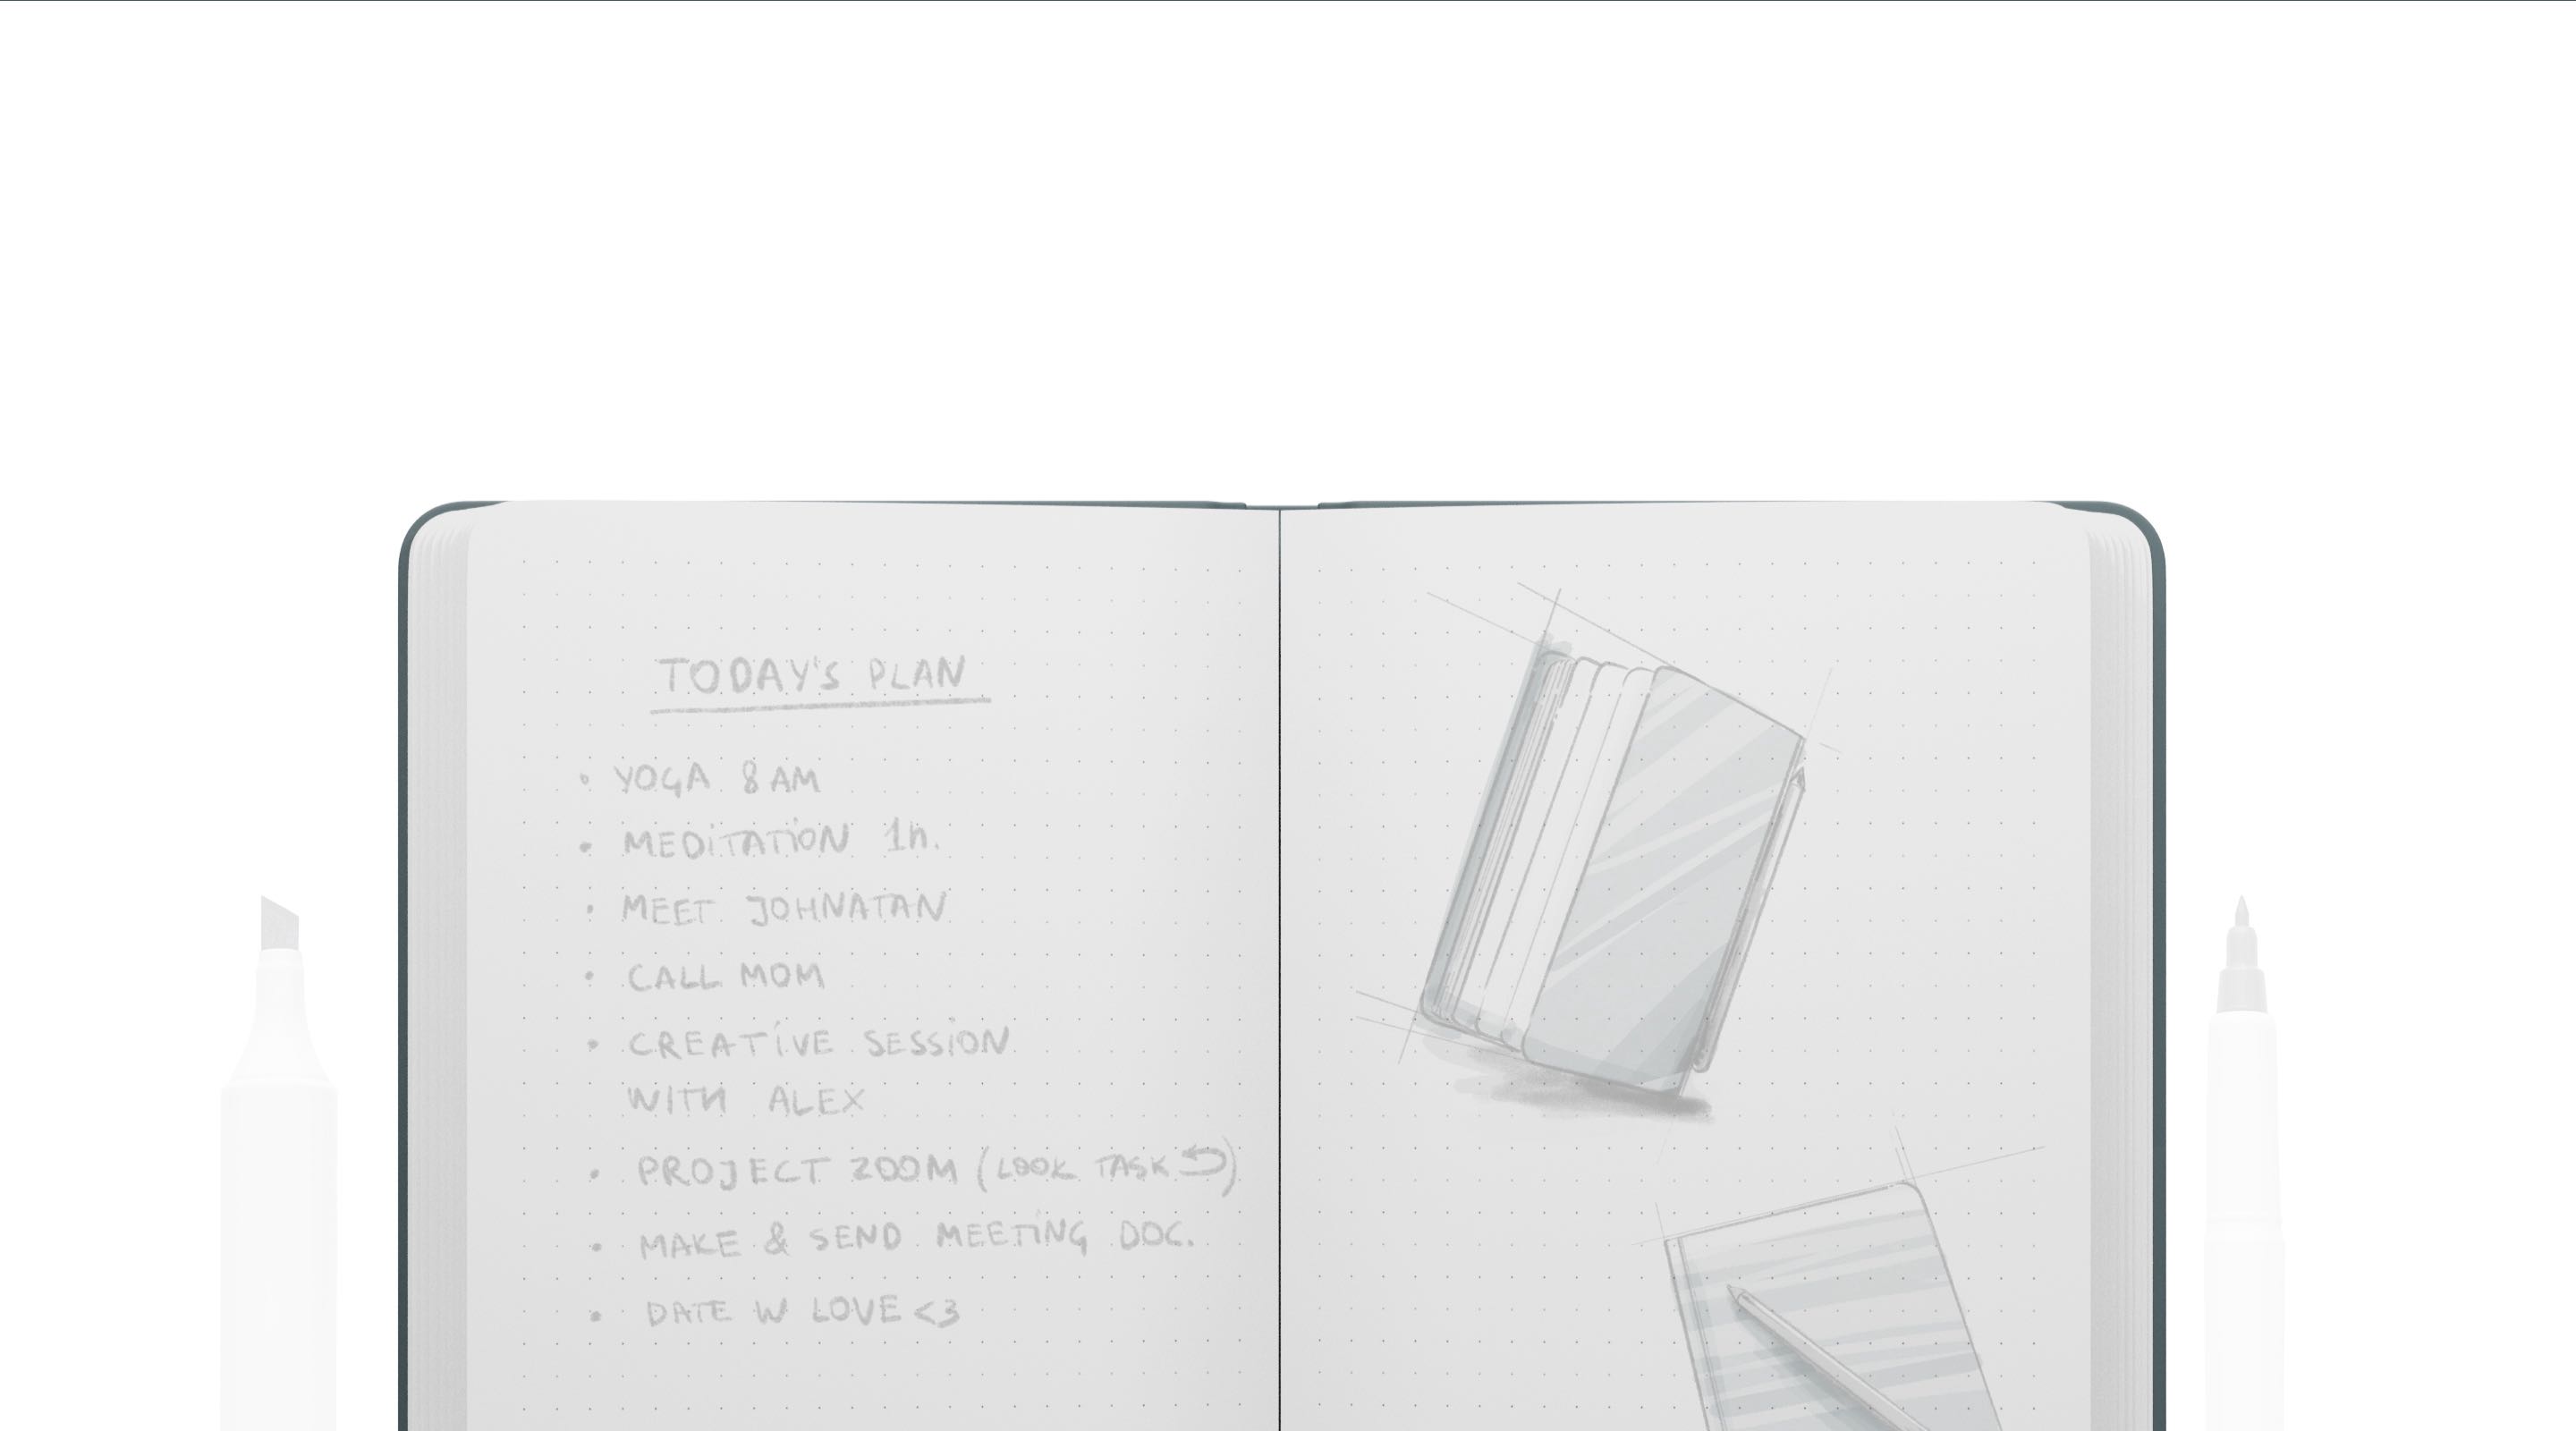 TODAY'S PLAN
• YOGA 8 AM
• MEDITATION 1h.
• MEET JOHNATAN
• CALL MOM
• CREATIVE SESSION
WITH ALEX
• PROJECT ZOOM (LOOK TASK ⮌)
• MAKE & SEND MEETING DOC.
• DATE W LOVE <3